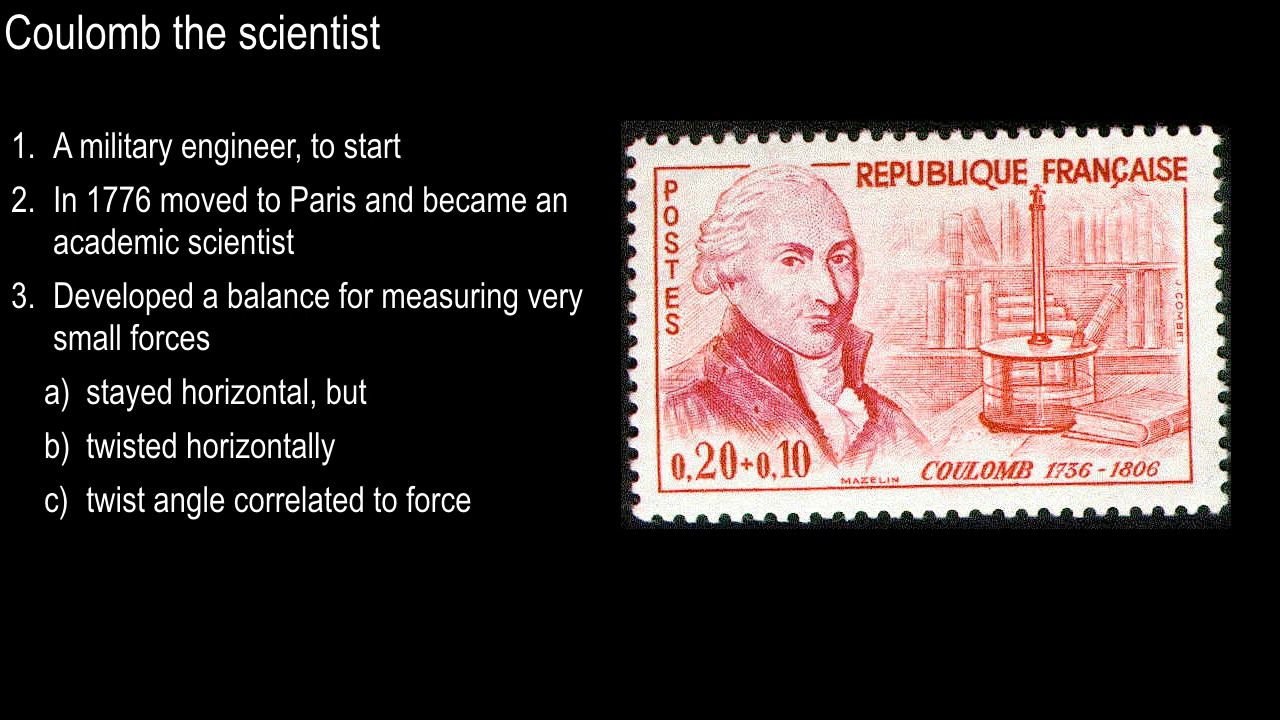 Coulomb the scientist
1. A military engineer, to start
2. In 1776 moved to Paris and became an
academic scientist
3. Developed a balance for measuring very
small forces
a) stayed horizontal, but
b) twisted horizontally
c) twist angle correlated to force
REPUBLIQUE FRANÇAISE
POSTES
J. COMBET
0,20+0,10
MAZELIN
COULOMB 1736-1806